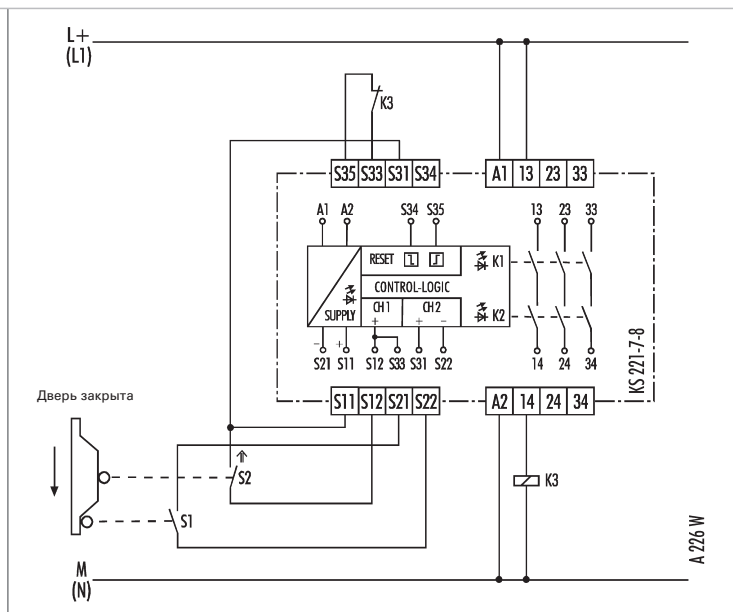 L+
(L1)
K3
S35 S33 S31 S34
A1 13 23 33
A1 A2 S34 S35
13 23 33
RESET
K1
CONTROL-LOGIC
SUPPLY
CH1 CH2
K2
+ + −
− +
S21 S11 S12 S33 S31 S22
14 24 34
KS 221-7-8
Дверь закрыта
S11 S12 S21 S22
A2 14 24 34
S2
K3
S1
A 226 W
M
(N)